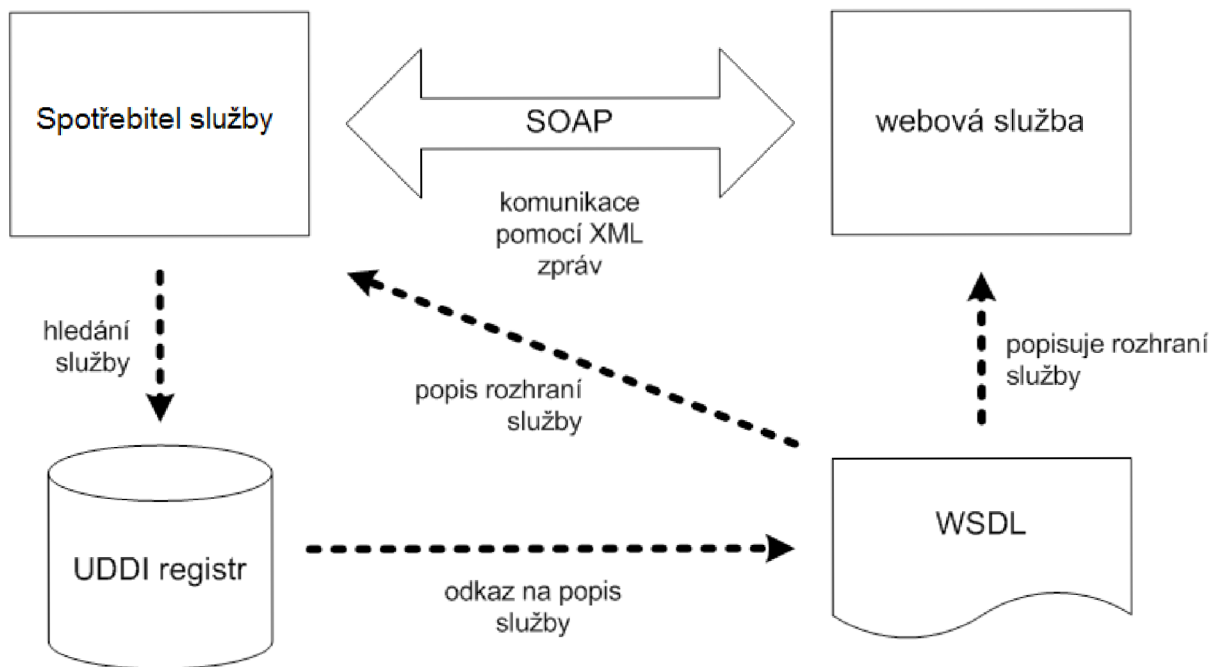 Spotřebitel služby
SOAP
webová služba
komunikace
pomocí XML
zpráv
hledání
služby
popis rozhraní
služby
popisuje rozhraní
služby
UDDI registr
odkaz na popis
služby
WSDL